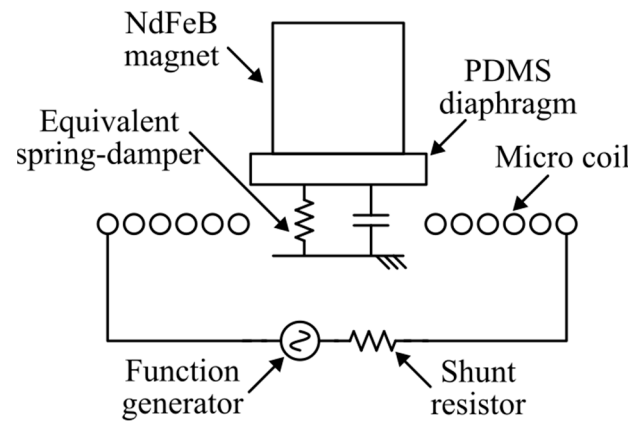 NdFeB
magnet
PDMS
diaphragm
Equivalent
spring-damper
Micro coil
Function
generator
Shunt
resistor